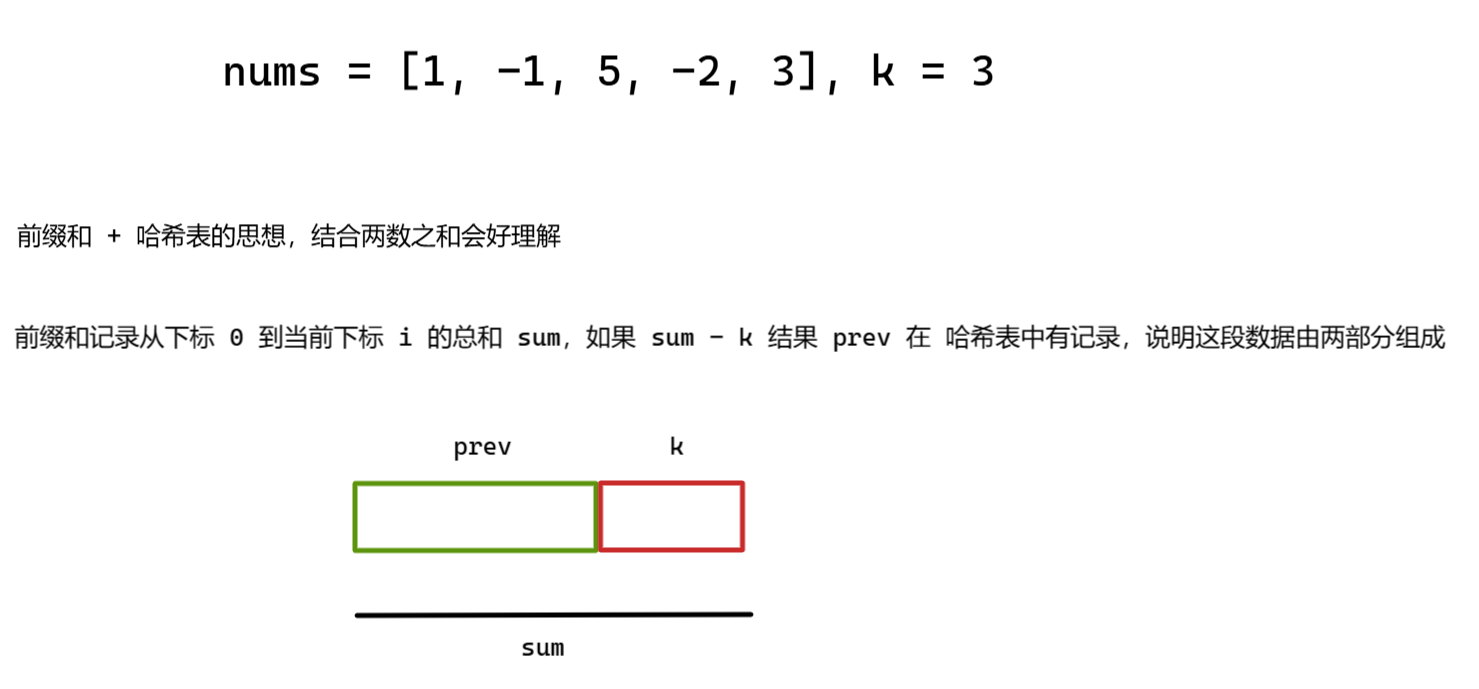 nums = [1, -1, 5, -2, 3], k = 3
前缀和 + 哈希表的思想，结合两数之和会好理解
前缀和记录从下标 0 到当前下标 i 的总和 sum，如果 sum - k 结果 prev 在 哈希表中有记录，说明这段数据由两部分组成
prev k
sum